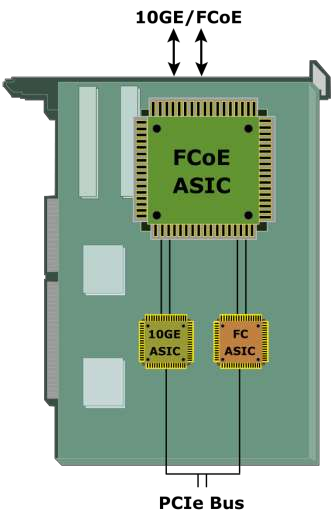 10GE/FCoE
FCoE
ASIC
10GE
ASIC
FC
ASIC
PCIe Bus